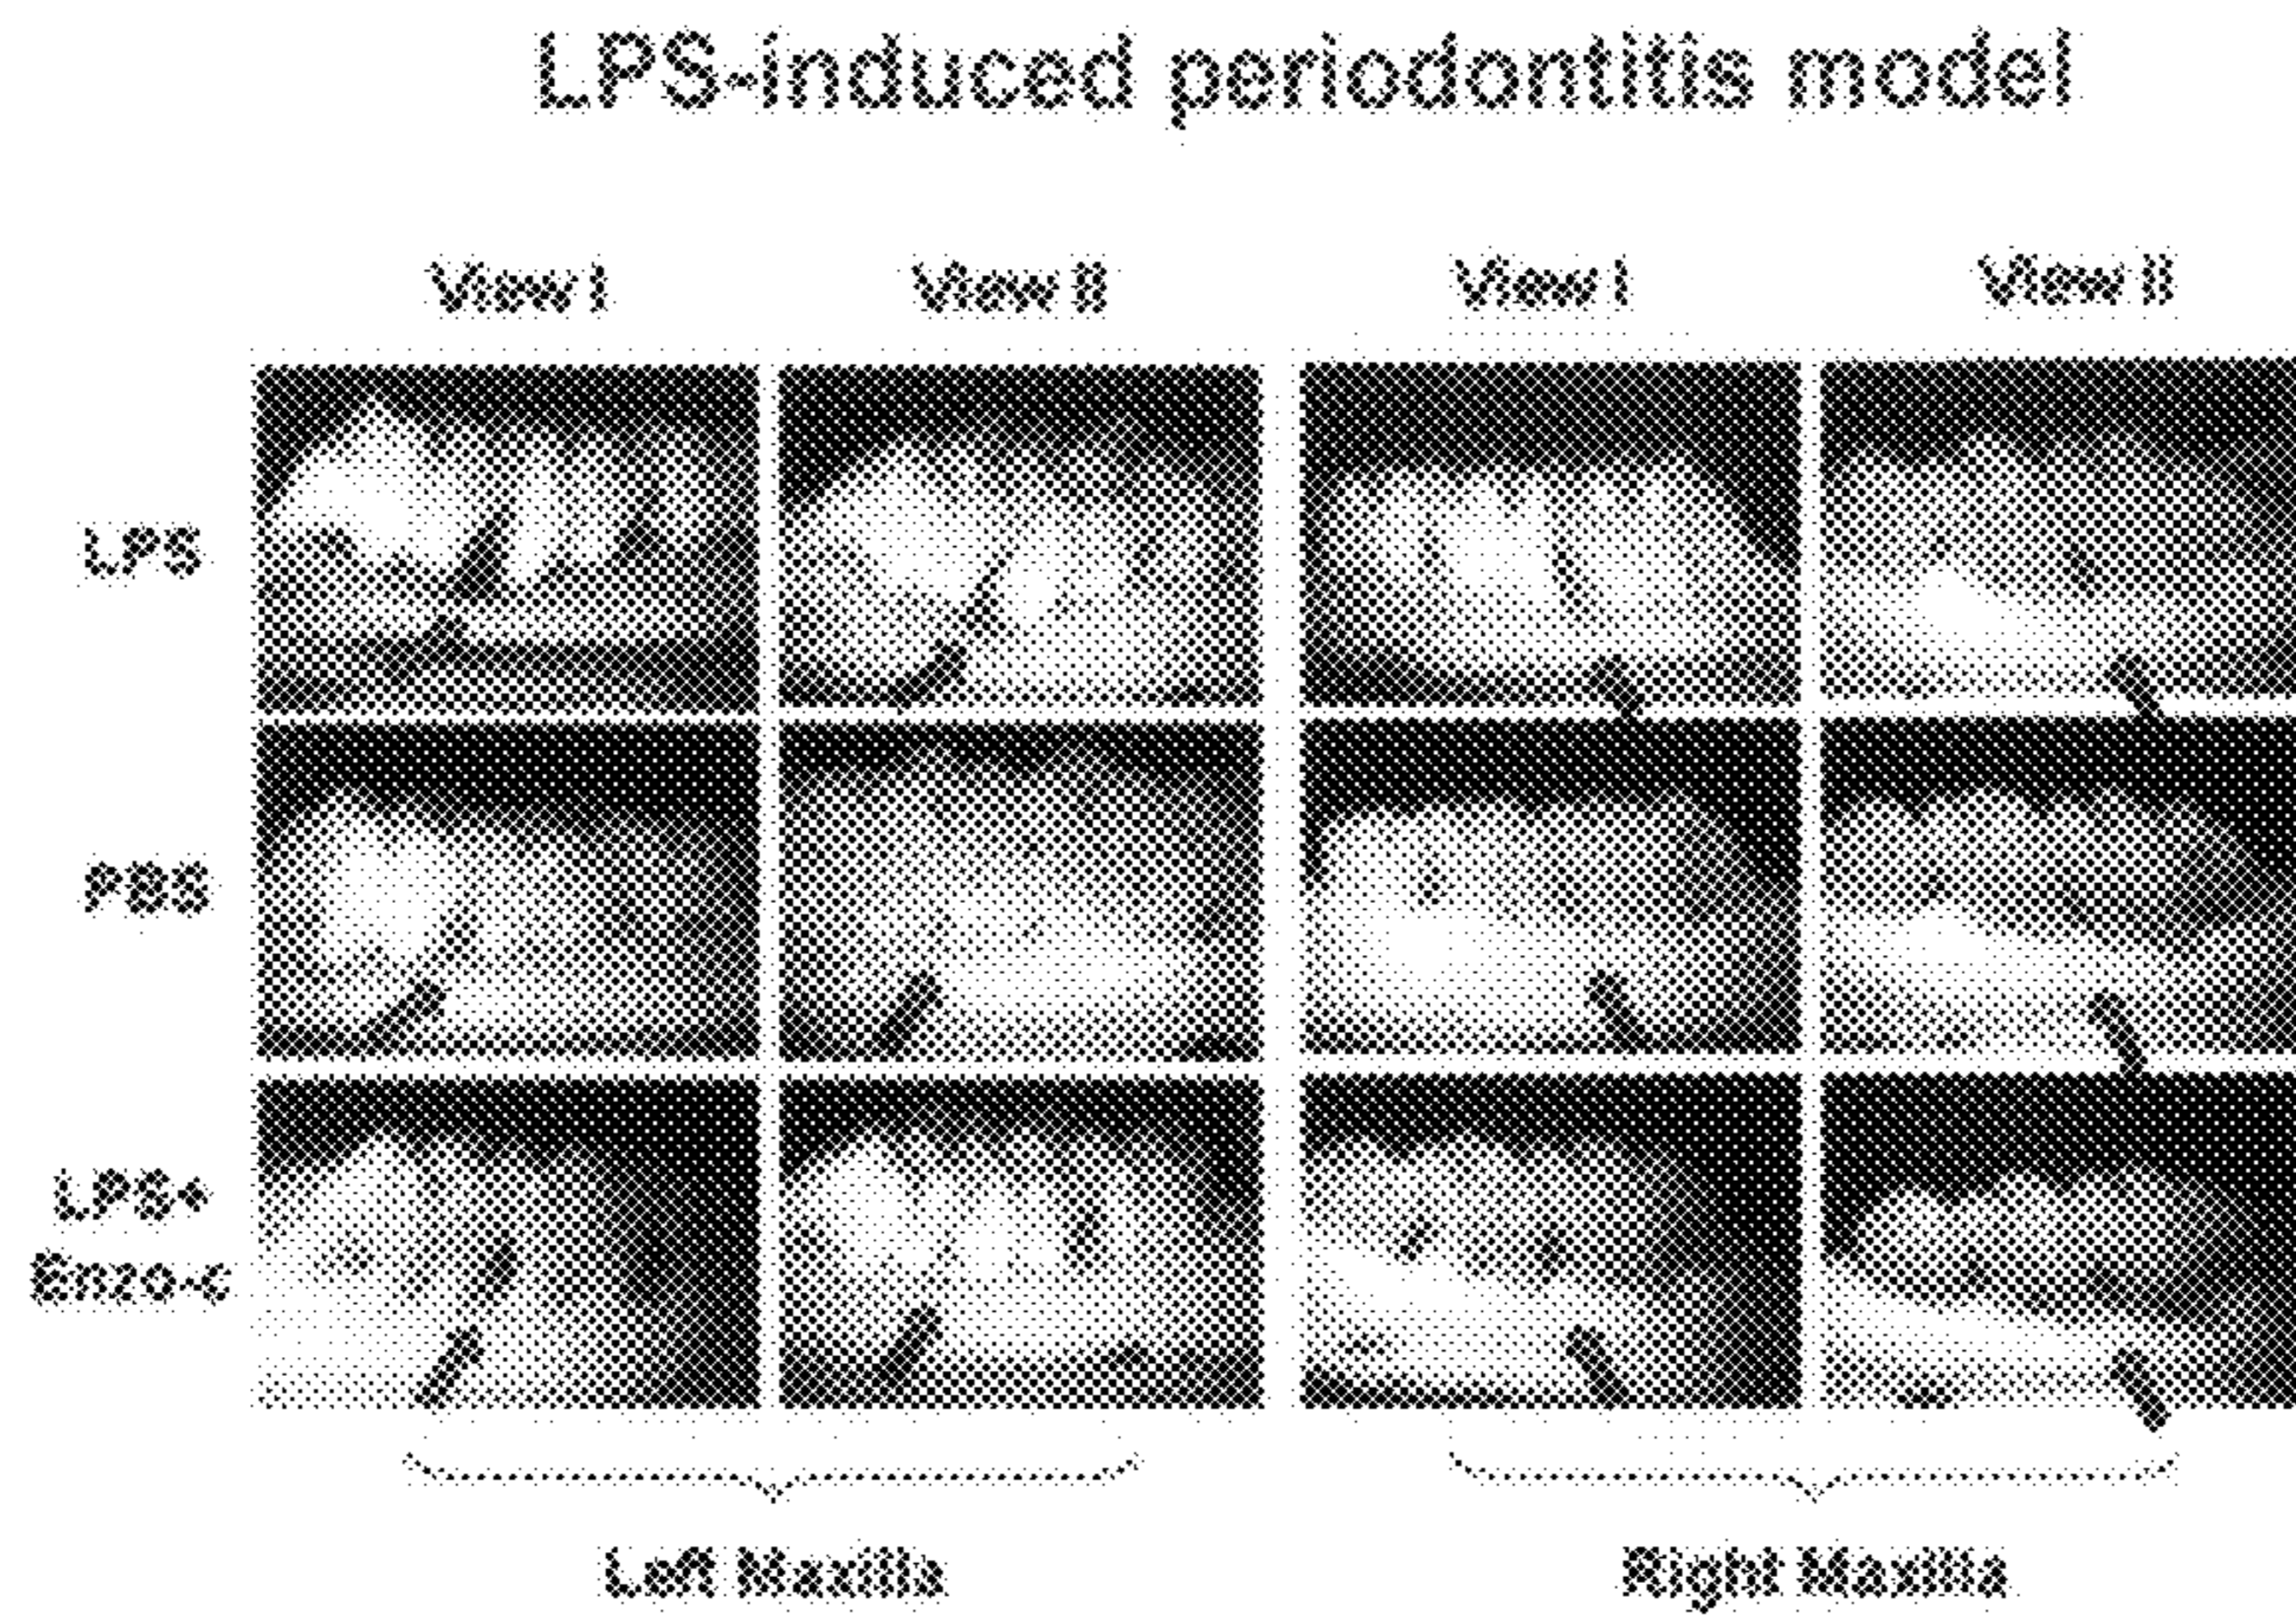 LPS-induced periodontitis model
View I View II View I View II
LPS
PBS
LPS+
Enzo-c
Left Maxilla Right Maxilla